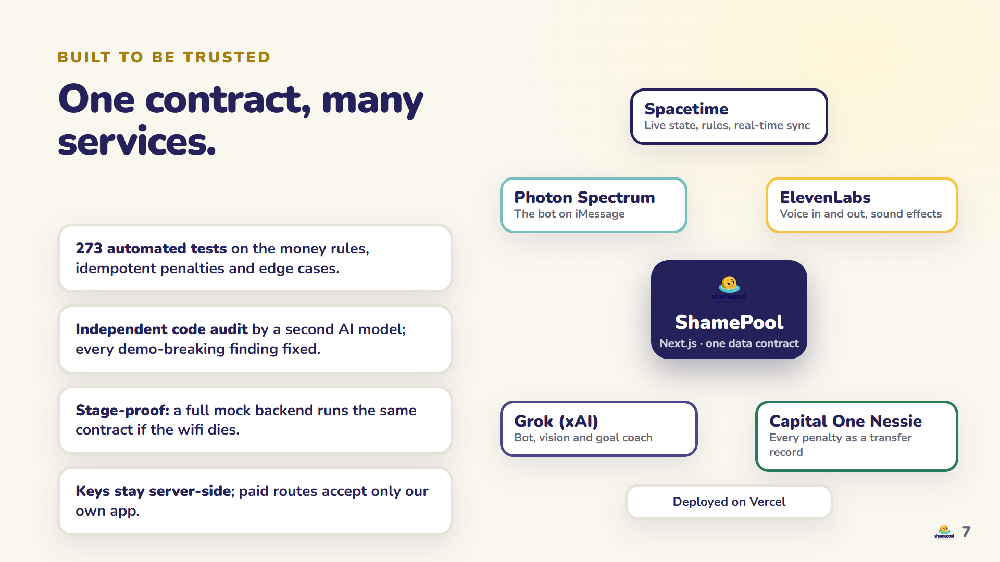 BUILT TO BE TRUSTED
One contract, many
services.
273 automated tests on the money rules,
idempotent penalties and edge cases.
Independent code audit by a second AI model;
every demo-breaking finding fixed.
Stage-proof: a full mock backend runs the same
contract if the wifi dies.
Keys stay server-side; paid routes accept only our
own app.
Spacetime
Live state, rules, real-time sync
Photon Spectrum
The bot on iMessage
ElevenLabs
Voice in and out, sound effects
shamepool
ShamePool
Next.js · one data contract
Grok (xAI)
Bot, vision and goal coach
Capital One Nessie
Every penalty as a transfer
record
Deployed on Vercel
shamepool
7